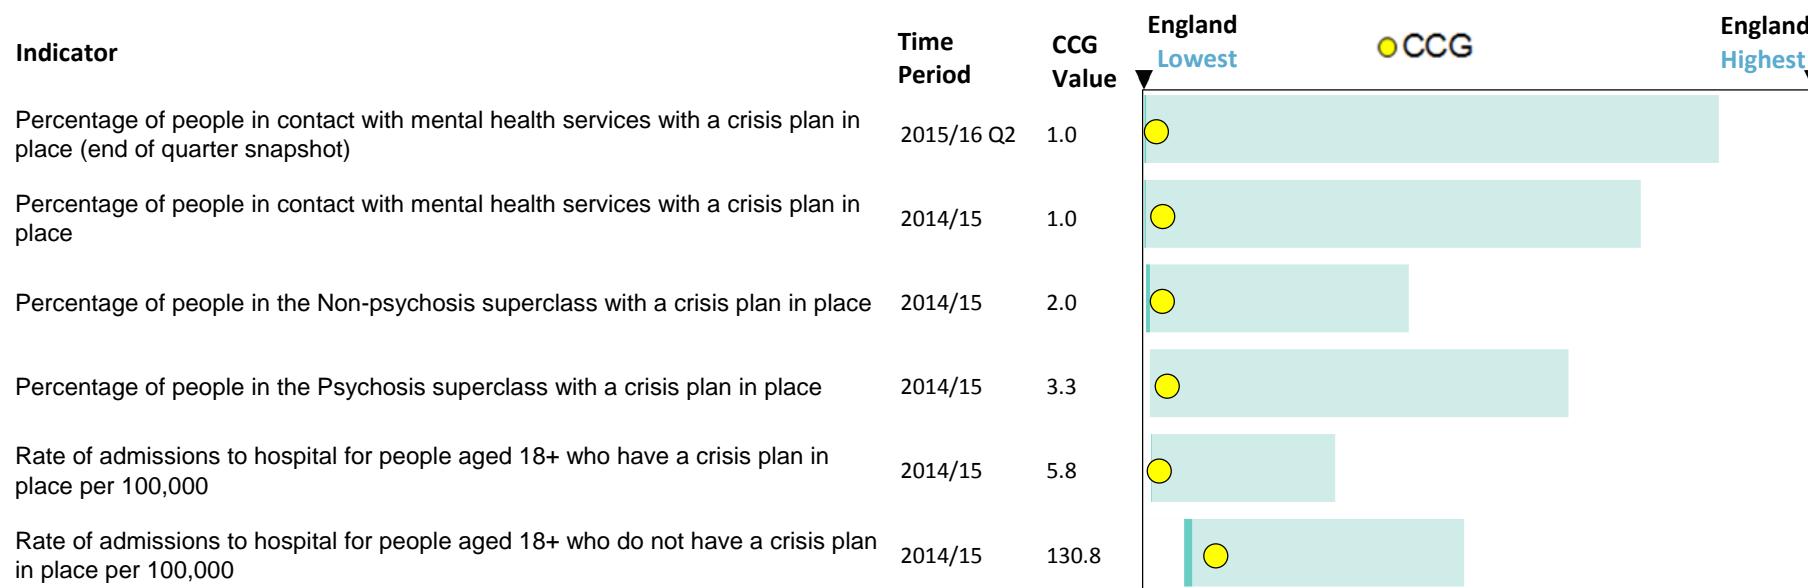 Indicator
Time
Period
CCG
Value
England
Lowest
CCG
England
Highest
Percentage of people in contact with mental health services with a crisis plan in
place (end of quarter snapshot)
2015/16 Q2
1.0
Percentage of people in contact with mental health services with a crisis plan in
place
2014/15
1.0
Percentage of people in the Non-psychosis superclass with a crisis plan in place
2014/15
2.0
Percentage of people in the Psychosis superclass with a crisis plan in place
2014/15
3.3
Rate of admissions to hospital for people aged 18+ who have a crisis plan in
place per 100,000
2014/15
5.8
Rate of admissions to hospital for people aged 18+ who do not have a crisis plan
in place per 100,000
2014/15
130.8